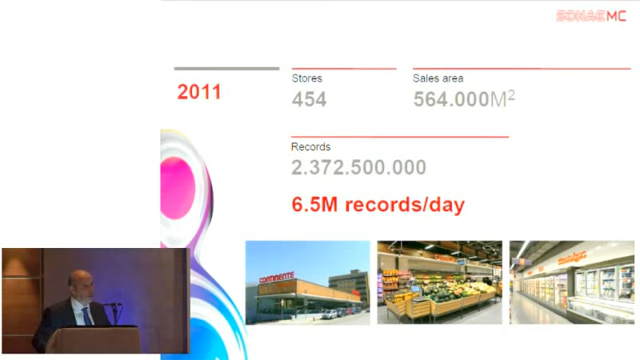 SONAE MC
2011
Stores
454
Sales area
564.000M²
Records
2.372.500.000
6.5M records/day
CONTINENTE